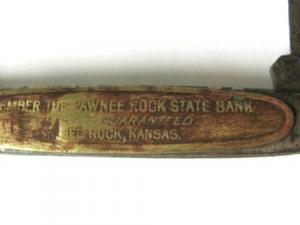 EMBER THE PAWNEE ROCK STATE BANK
GUARANTEED
EE ROCK, KANSAS.